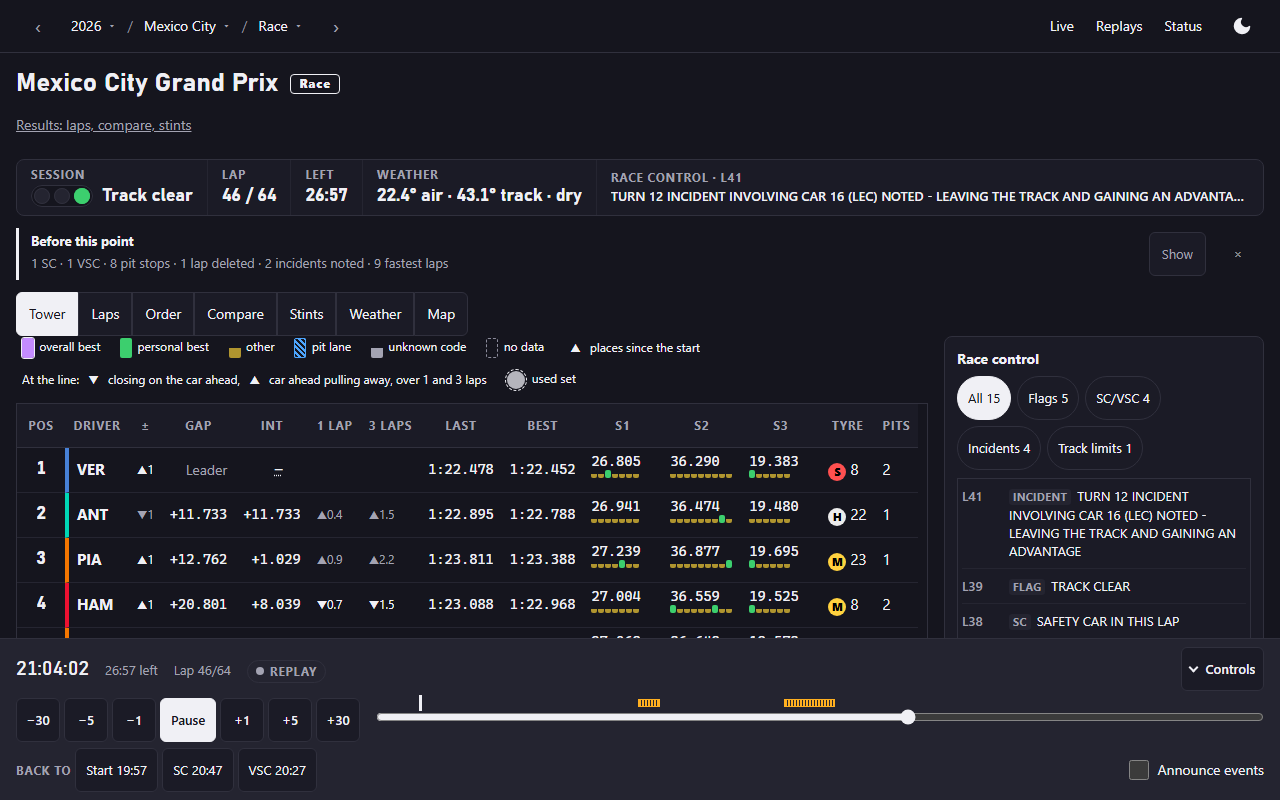 ‹ 2026 / Mexico City / Race › Live Replays Status
Mexico City Grand Prix Race
Results: laps, compare, stints
SESSION LAP LEFT WEATHER RACE CONTROL · L41
Track clear 46 / 64 26:57 22.4° air · 43.1° track · dry TURN 12 INCIDENT INVOLVING CAR 16 (LEC) NOTED - LEAVING THE TRACK AND GAINING AN ADVANTA...
Before this point
1 SC · 1 VSC · 8 pit stops · 1 lap deleted · 2 incidents noted · 9 fastest laps
Show ×
Tower Laps Order Compare Stints Weather Map
overall best personal best other pit lane unknown code no data ▲ places since the start
At the line: ▼ closing on the car ahead, ▲ car ahead pulling away, over 1 and 3 laps used set
POS DRIVER ± GAP INT 1 LAP 3 LAPS LAST BEST S1 S2 S3 TYRE PITS
1 VER ▲1 Leader – 1:22.478 1:22.452 26.805 36.290 19.383 S 8 2
2 ANT ▼1 +11.733 +11.733 ▲0.4 ▲1.5 1:22.895 1:22.788 26.941 36.474 19.480 H 22 1
3 PIA ▲1 +12.762 +1.029 ▲0.9 ▲2.2 1:23.811 1:23.388 27.239 36.877 19.695 M 23 1
4 HAM ▲1 +20.801 +8.039 ▼0.7 ▼1.5 1:23.088 1:22.968 27.004 36.559 19.525 M 8 2
Race control
All 15 Flags 5 SC/VSC 4
Incidents 4 Track limits 1
L41 INCIDENT TURN 12 INCIDENT
INVOLVING CAR 16 (LEC) NOTED -
LEAVING THE TRACK AND GAINING AN
ADVANTAGE
L39 FLAG TRACK CLEAR
L38 SC SAFETY CAR IN THIS LAP
21:04:02 26:57 left Lap 46/64 REPLAY Controls
−30 −5 −1 Pause +1 +5 +30
BACK TO Start 19:57 SC 20:47 VSC 20:27 Announce events